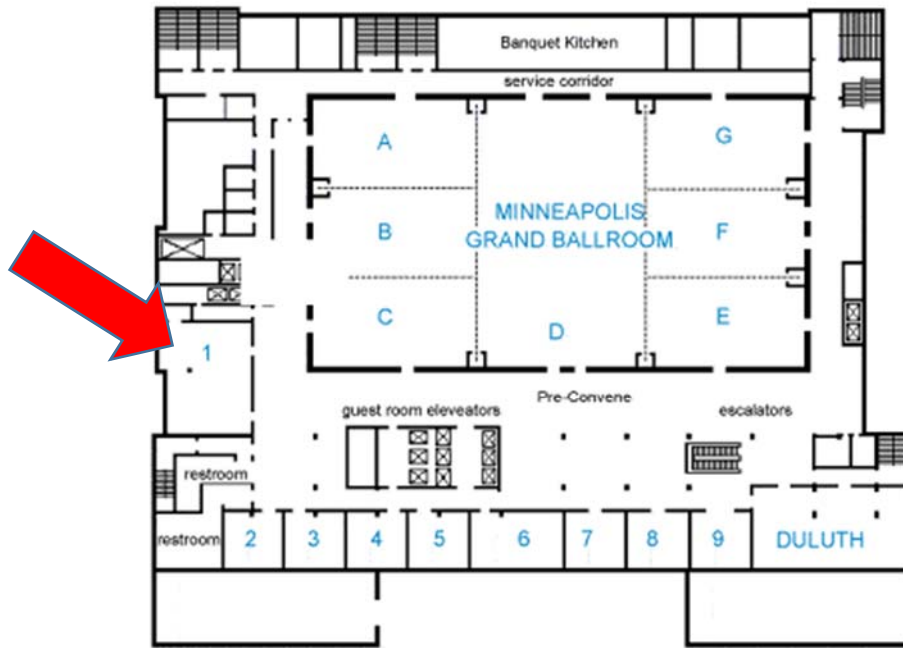 Banquet Kitchen
service corridor
A
G
MINNEAPOLIS
GRAND BALLROOM
B
F
C
D
E
1
Pre-Convene
guest room eleveators
escalators
restroom
restroom
2
3
4
5
6
7
8
9
DULUTH